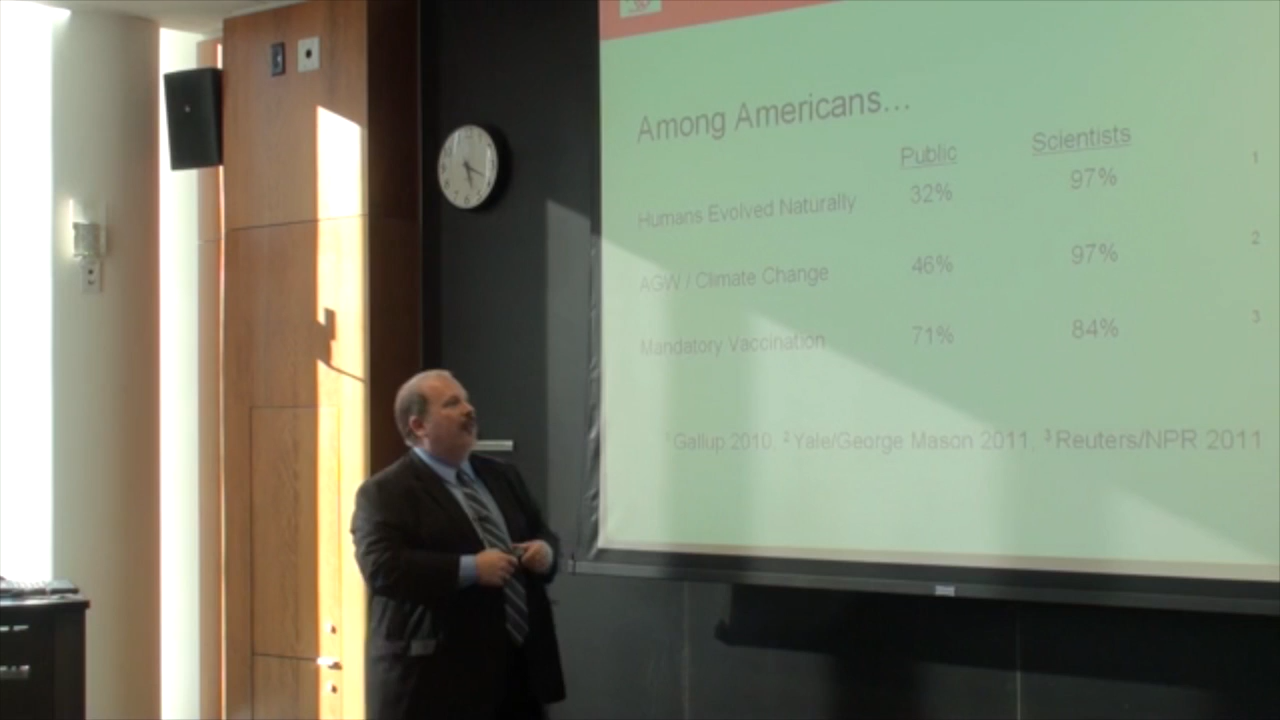 Among Americans...
Public Scientists
Humans Evolved Naturally 32% 97% 1
AGW / Climate Change 46% 97% 2
Mandatory Vaccination 71% 84% 3
1 Gallup 2010. 2 Yale/George Mason 2011. 3 Reuters/NPR 2011